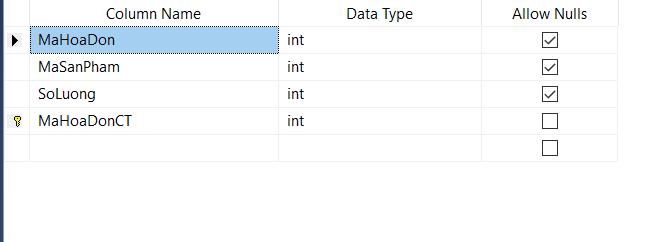 Column Name Data Type Allow Nulls
MaHoaDon int
MaSanPham int
SoLuong int
MaHoaDonCT int